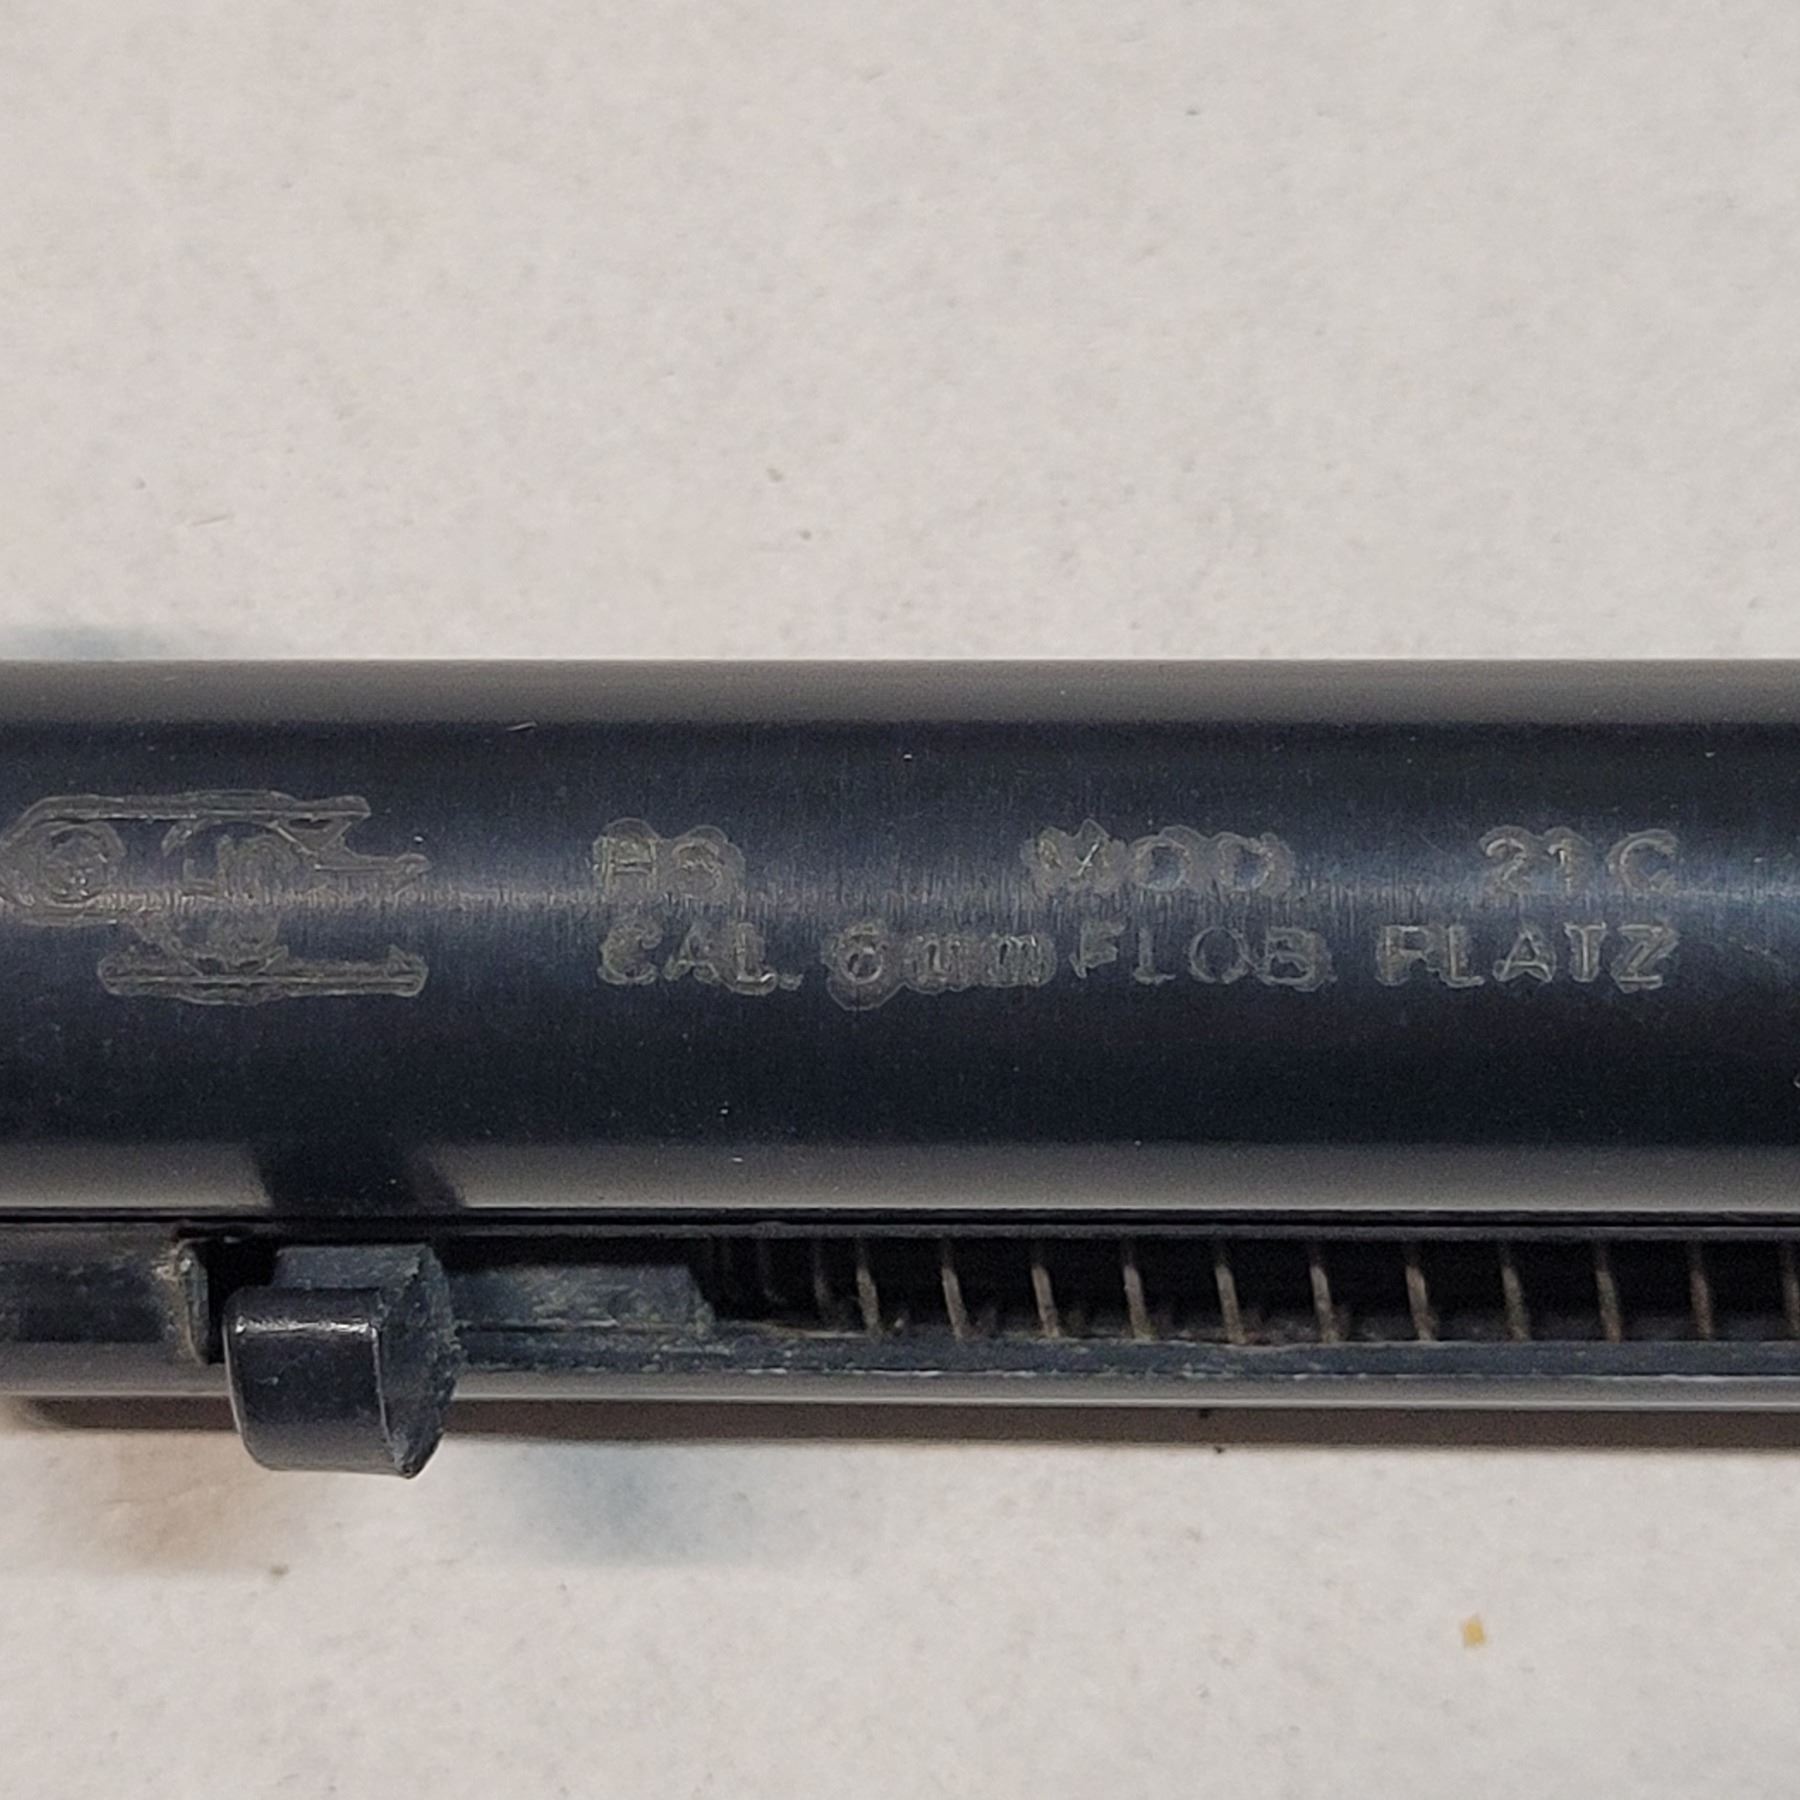 HS MOD 21C
CAL. 6mm FLOB PLATZ